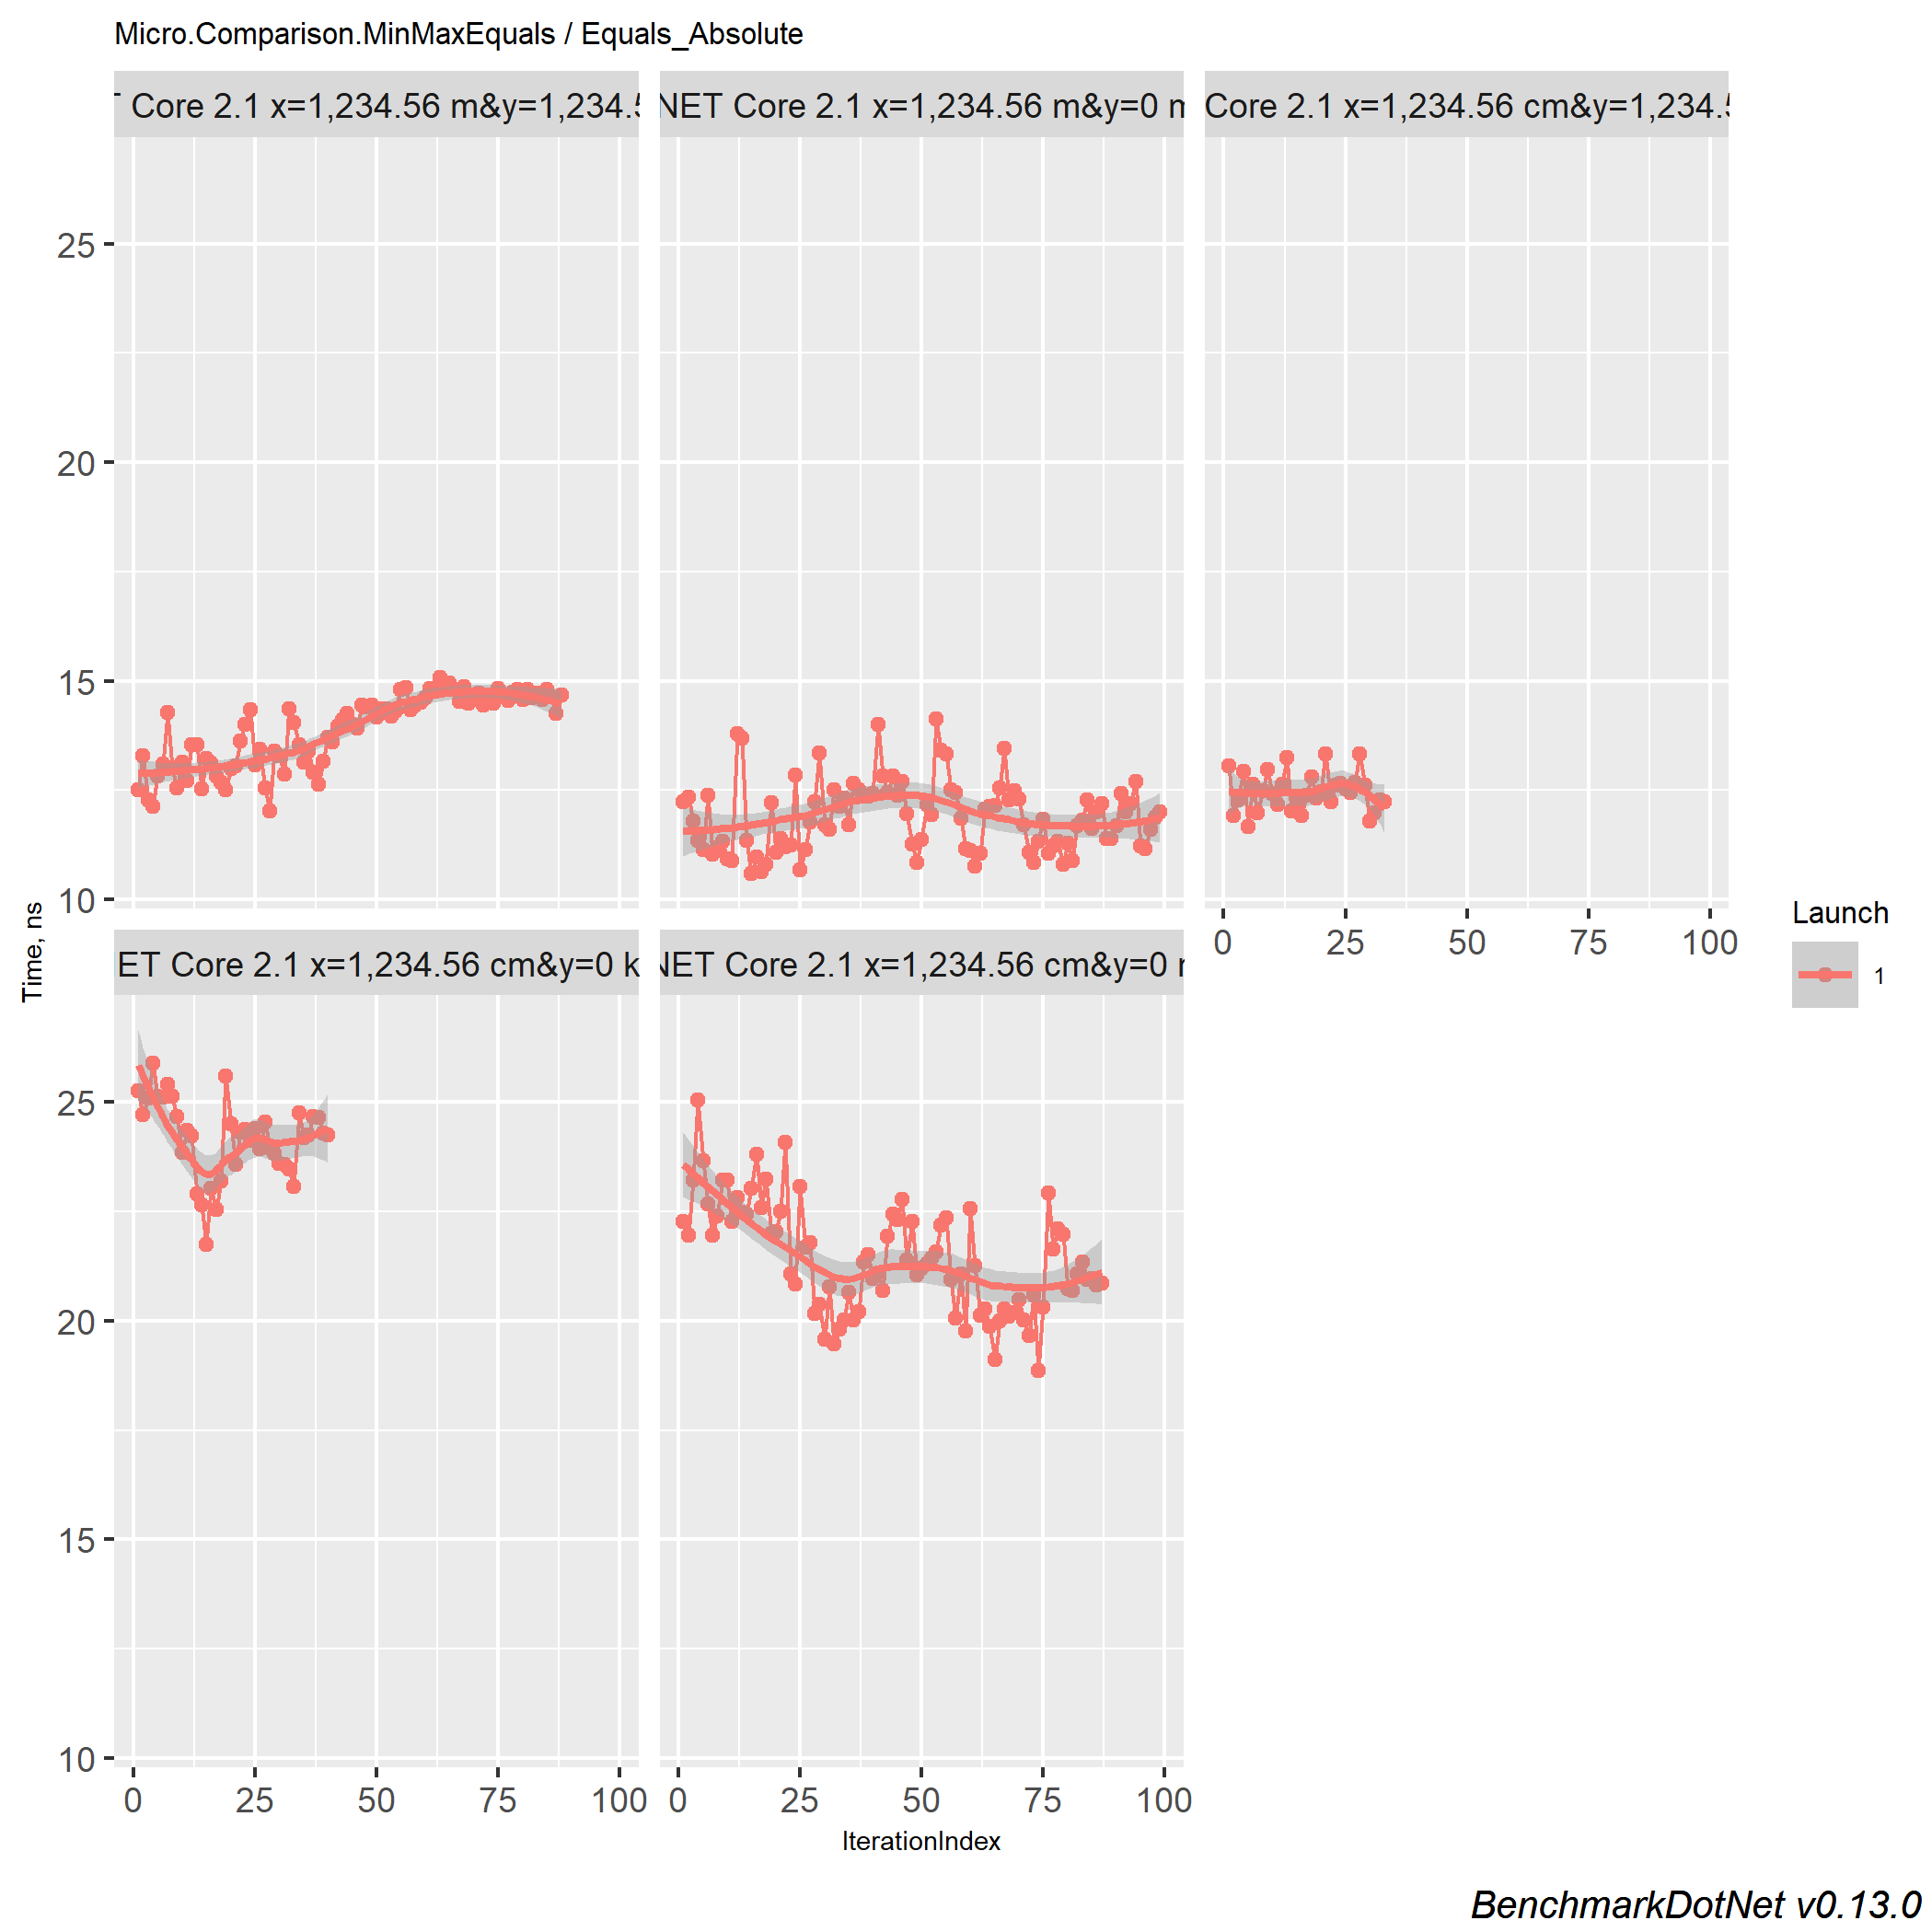 Micro.Comparison.MinMaxEquals / Equals_Absolute
Core 2.1 x=1,234.56 m&y=1,234.5
NET Core 2.1 x=1,234.56 m&y=0 m
Core 2.1 x=1,234.56 cm&y=1,234.5
25
20
15
10
0 25 50 75 100
Time, ns
Launch
1
ET Core 2.1 x=1,234.56 cm&y=0 k
NET Core 2.1 x=1,234.56 cm&y=0
25
20
15
10
0 25 50 75 100
0 25 50 75 100
IterationIndex
BenchmarkDotNet v0.13.0